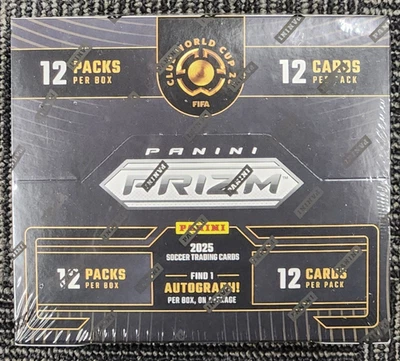 12 PACKS
PER BOX
CLUB WORLD CUP 25
FIFA
12 CARDS
PER PACK
PANINI
PRIZM
PANINI
2025
SOCCER TRADING CARDS
12 PACKS
PER BOX
FIND 1
AUTOGRAPH!
PER BOX, ON AVERAGE
12 CARDS
PER PACK